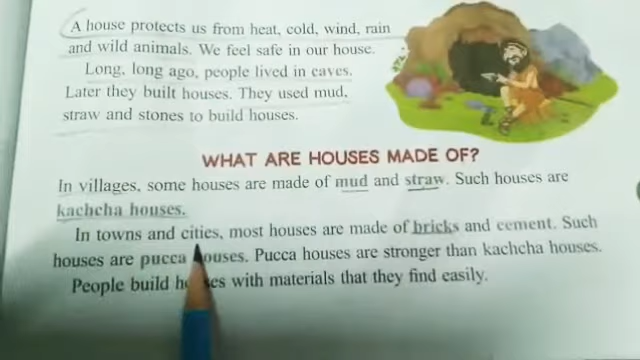 A house protects us from heat, cold, wind, rain
and wild animals. We feel safe in our house.
Long, long ago, people lived in caves.
Later they built houses. They used mud,
straw and stones to build houses.
WHAT ARE HOUSES MADE OF?
In villages, some houses are made of mud and straw. Such houses are
kachcha houses.
In towns and cities, most houses are made of bricks and cement. Such
houses are pucca houses. Pucca houses are stronger than kachcha houses.
People build houses with materials that they find easily.